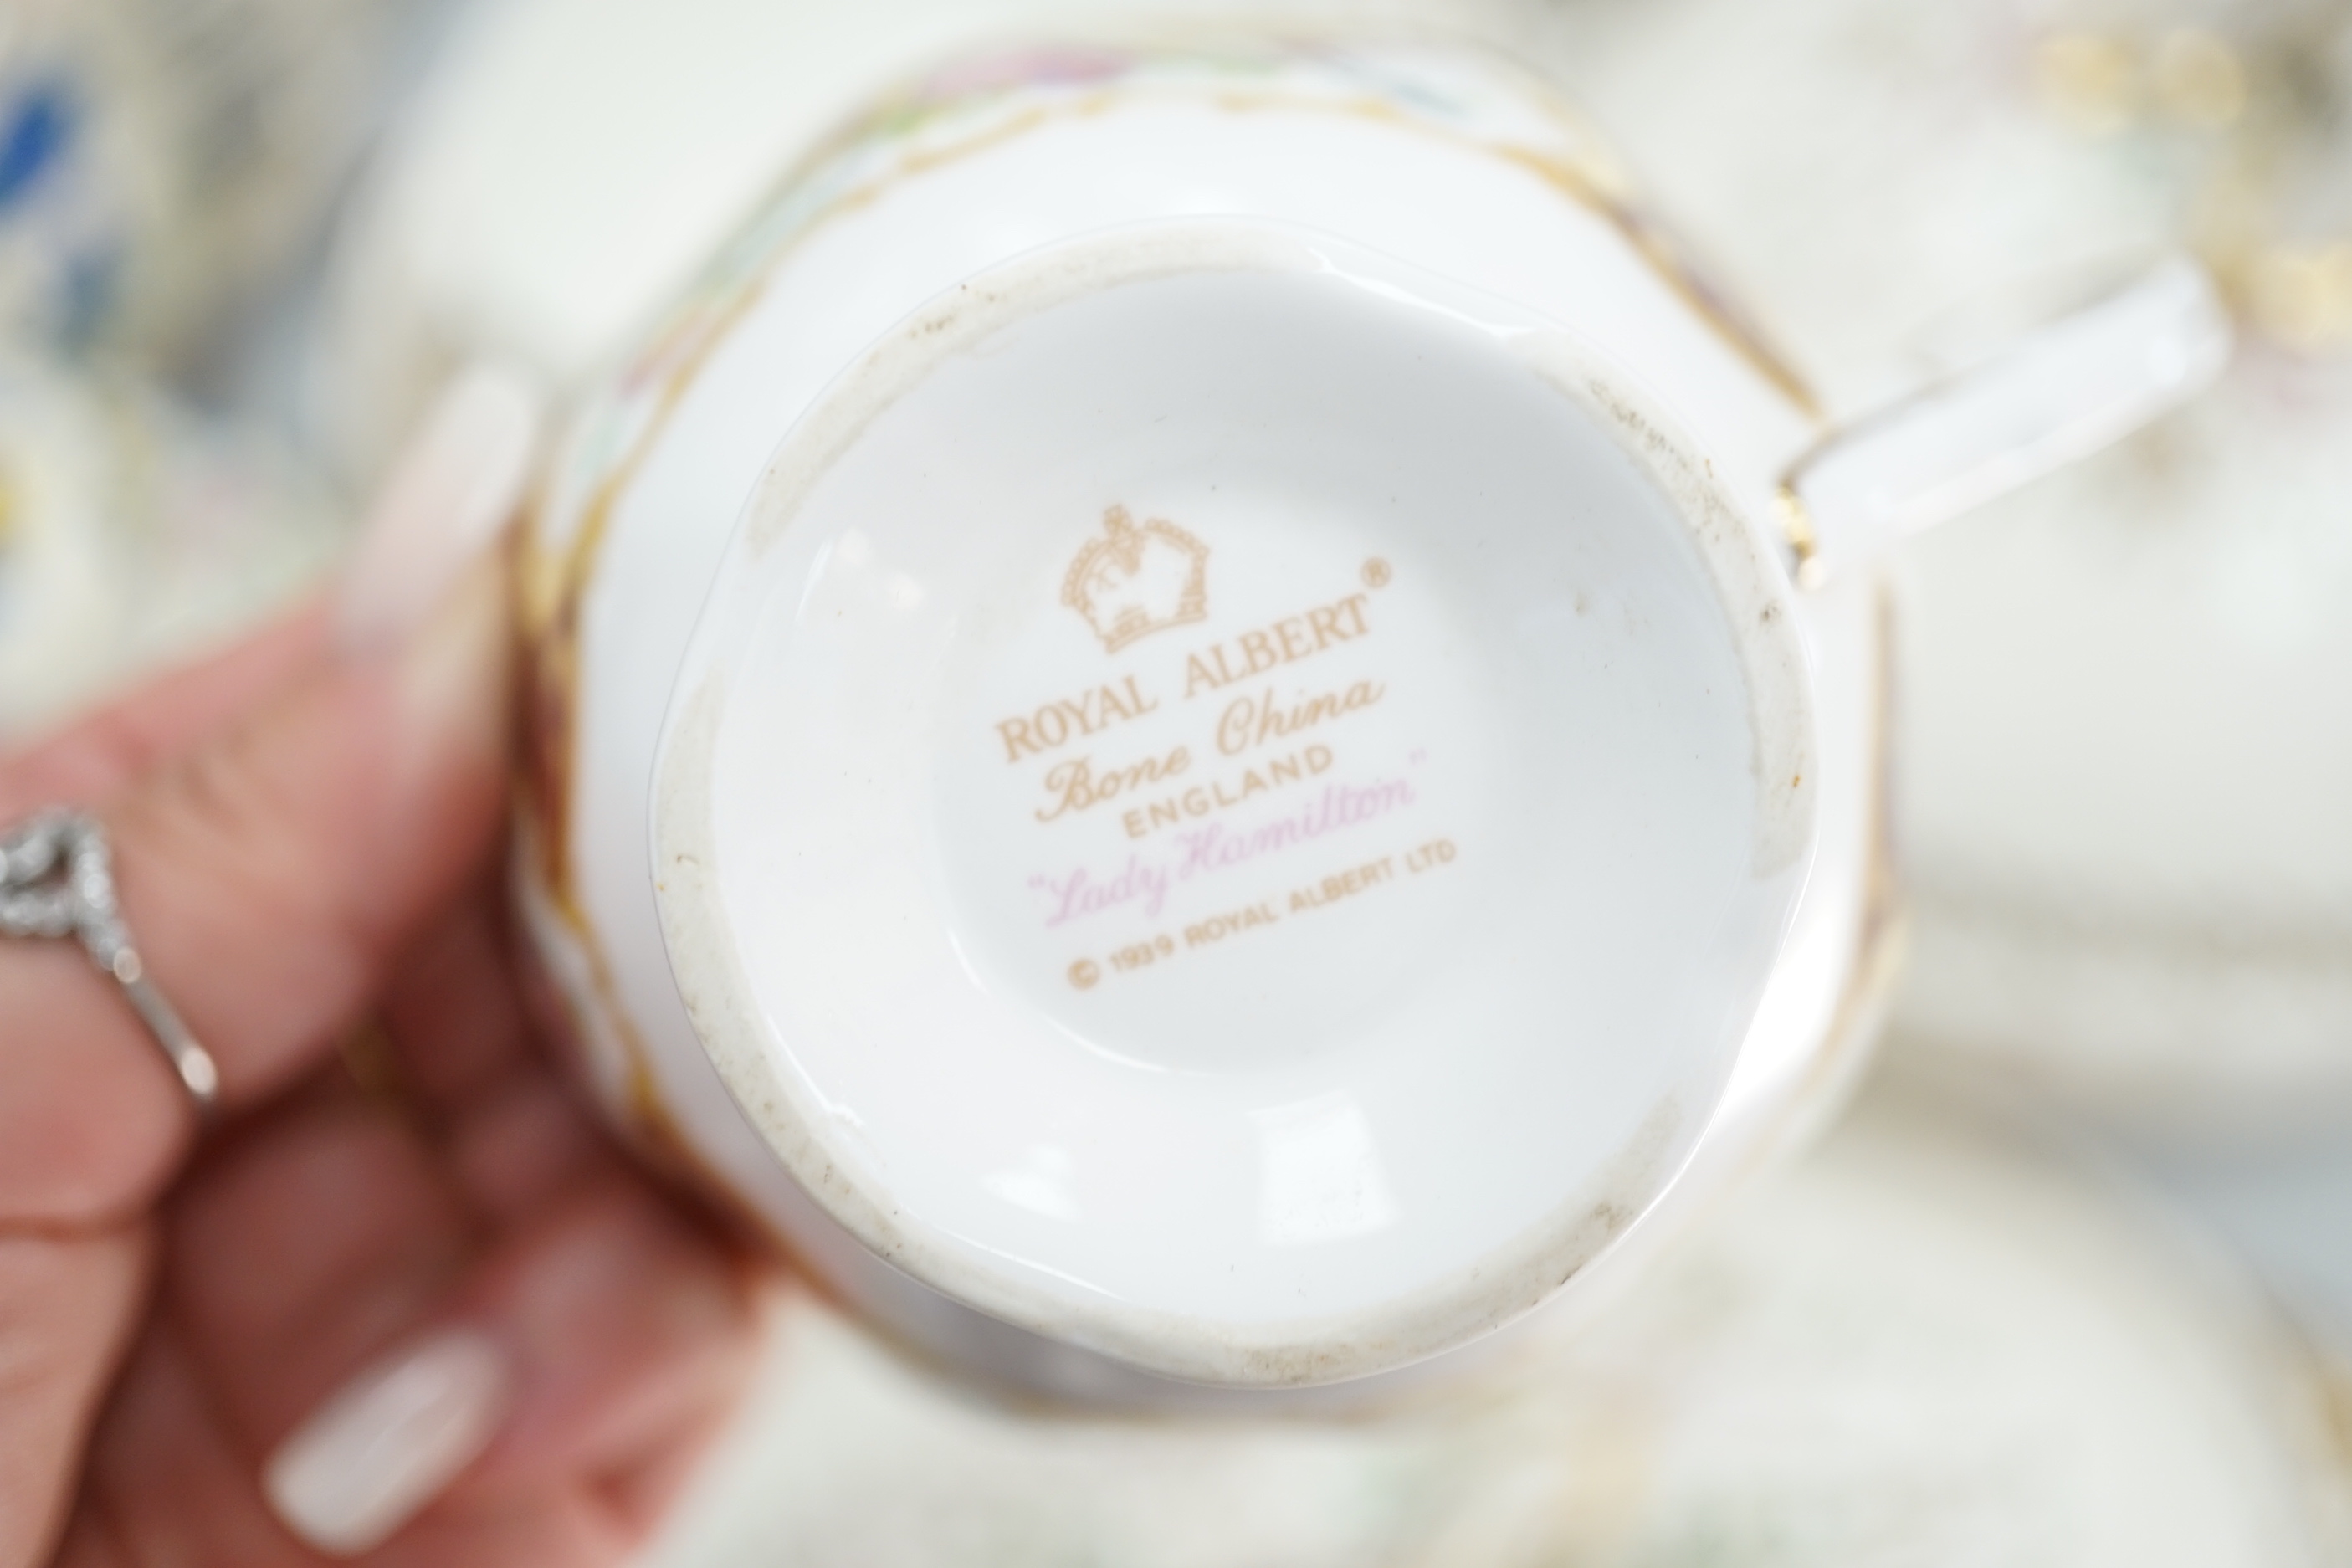 ROYAL ALBERT®
Bone China
ENGLAND
"Lady Hamilton"
© 1939 ROYAL ALBERT LTD